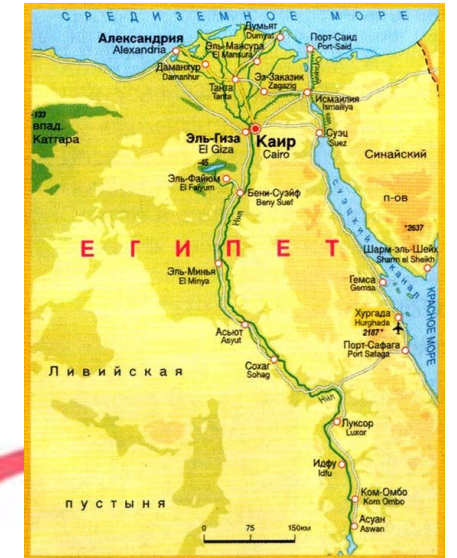 СРЕДИЗЕМНОЕ МОРЕ
Думьят
Dumyat
Александрия
Alexandria
Порт-Саид
Port-Said
Эль-Мансура
El Mansura
Даманхур
Damanhur
Танта
Tanta
Эз-Заказик
Zagazig
Исмаилия
Ismailiya
-133
впад.
Каттара
Эль-Гиза
El Giza
Каир
Cairo
Суэц
Suez
-45
Синайский
п-ов
Эль-Файюм
El Faiyum
Бени-Суэйф
Beny Suef
Нил
Суэцкий канал
2637
ЕГИПЕТ
Шарм-эль-Шейх
Sharm el Sheikh
Эль-Минья
El Minya
Гемса
Gemsa
КРАСНОЕ МОРЕ
Хургада
Hurghada
2187
Асьют
Asyut
Порт-Сафага
Port Safaga
Сохаг
Sohag
Ливийская
Нил
Луксор
Luxor
Идфу
Idfu
пустыня
Ком-Омбо
Kom Ombo
Асуан
Aswan
0 75 150км